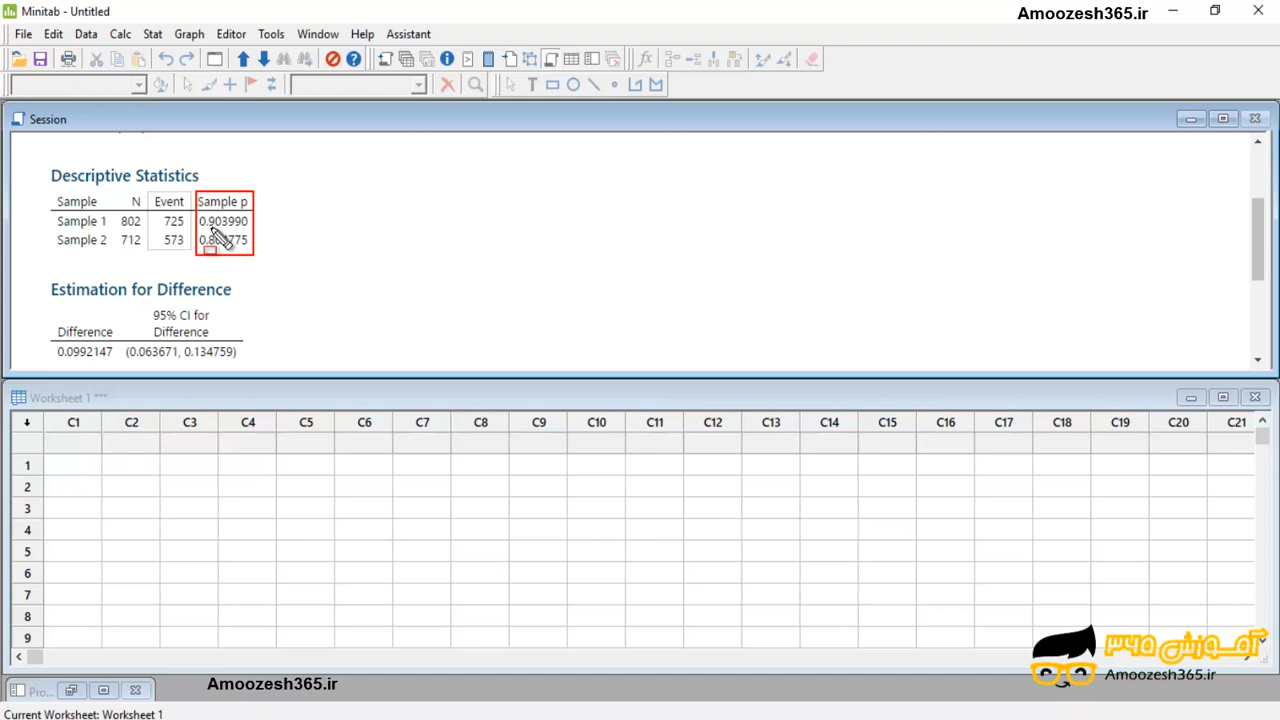 Minitab - Untitled
Amoozesh365.ir
File Edit Data Calc Stat Graph Editor Tools Window Help Assistant
Session
Descriptive Statistics
Sample N Event Sample p
Sample 1 802 725 0.903990
Sample 2 712 573
Estimation for Difference
95% CI for
Difference Difference
0.0992147 (0.063671, 0.134759)
Worksheet 1 ***
C1 C2 C3 C4 C5 C6 C7 C8 C9 C10 C11 C12 C13 C14 C15 C16 C17 C18 C19 C20 C21
1
2
3
4
5
6
7
8
9
آموزش ۳۶۵
Amoozesh365.ir
Pro...
Amoozesh365.ir
Current Worksheet: Worksheet 1